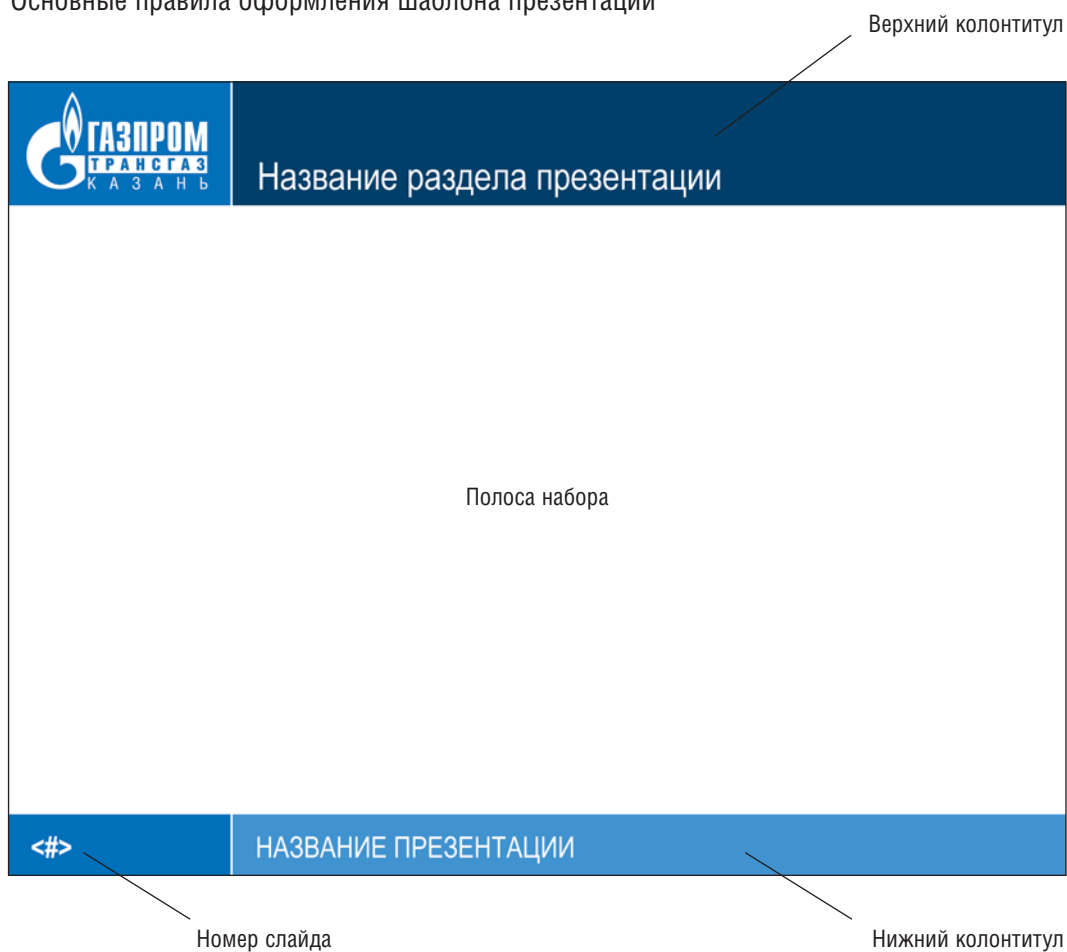 Основные правила оформления шаблона презентации
Верхний колонтитул
ГАЗПРОМ
ТРАНСГАЗ
КАЗАНЬ
Название раздела презентации
Полоса набора
<#>
НАЗВАНИЕ ПРЕЗЕНТАЦИИ
Номер слайда
Нижний колонтитул